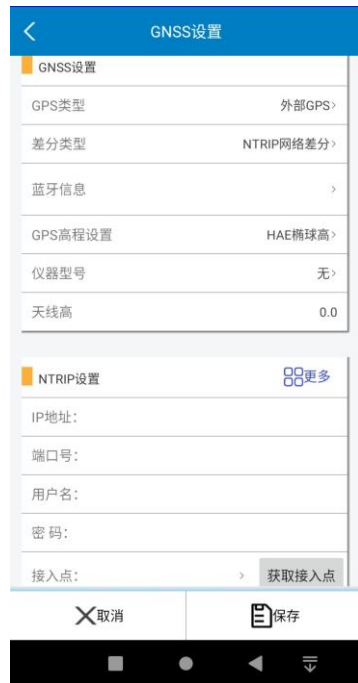 GNSS设置
GNSS设置
GPS类型 外部GPS>
差分类型 NTRIP网络差分>
蓝牙信息 >
GPS高程设置 HAE椭球高>
仪器型号 无>
天线高 0.0
NTRIP设置 更多
IP地址：
端口号：
用户名：
密码：
接入点： > 获取接入点
取消 保存